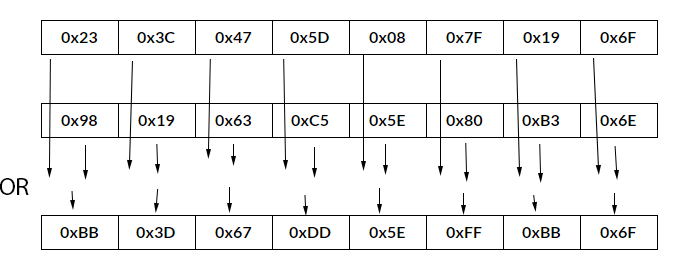 0x23 0x3C 0x47 0x5D 0x08 0x7F 0x19 0x6F
0x98 0x19 0x63 0xC5 0x5E 0x80 0xB3 0x6E
OR
0xBB 0x3D 0x67 0xDD 0x5E 0xFF 0xBB 0x6F